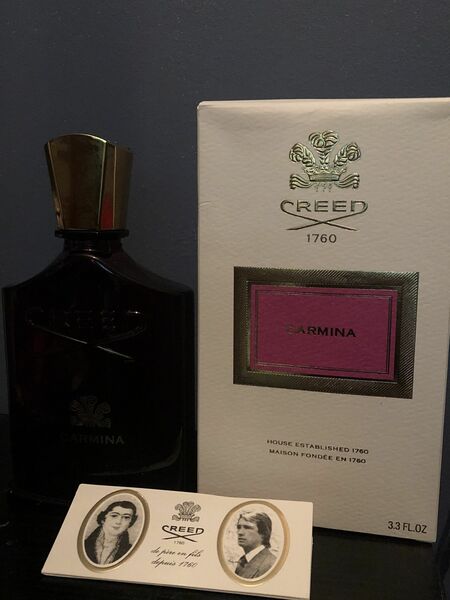 CREED
CARMINA
CREED
1760
CARMINA
HOUSE ESTABLISHED 1760
MAISON FONDÉE EN 1760
3.3 FL.OZ
CREED
1760
de père en fils
depuis 1760